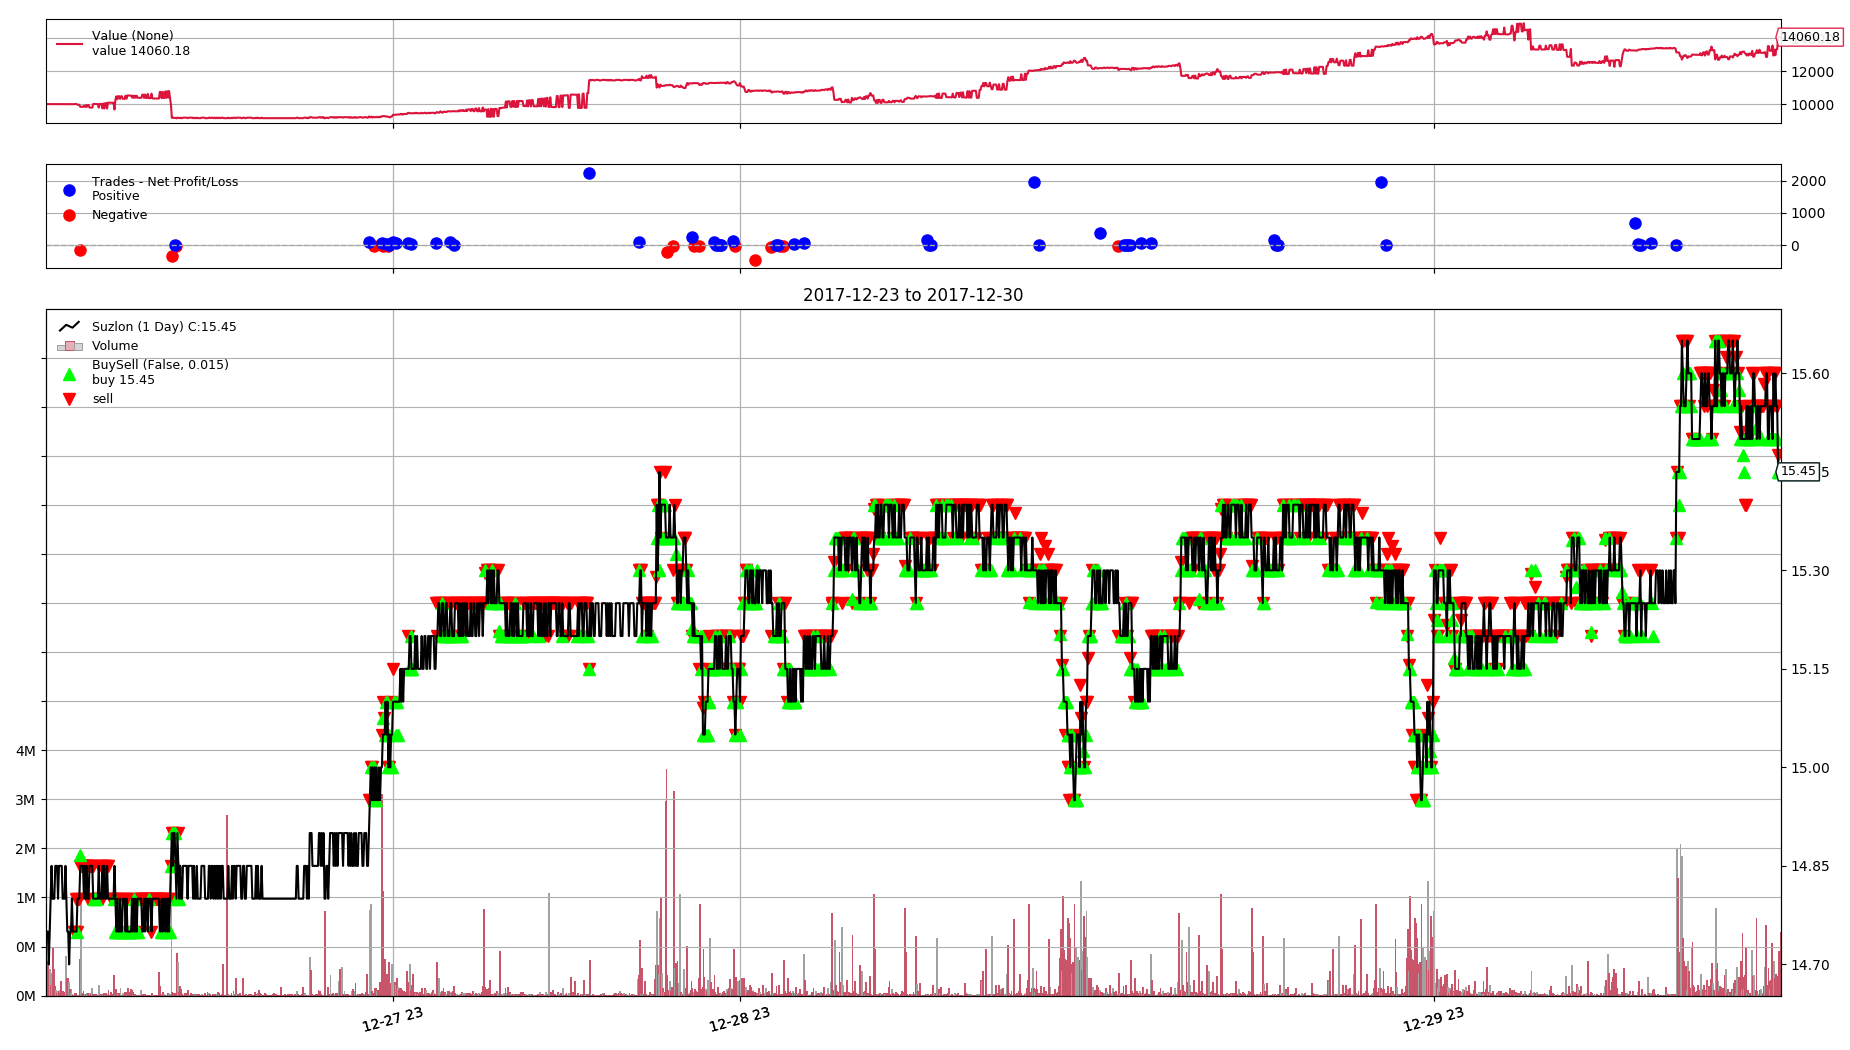 Value (None)
value 14060.18
14060.18
12000
10000
Trades - Net Profit/Loss
Positive
Negative
2000
1000
0
2017-12-23 to 2017-12-30
Suzlon (1 Day) C:15.45
Volume
BuySell (False, 0.015)
buy 15.45
sell
15.60
15.45 5
15.30
15.15
15.00
14.85
14.70
4M
3M
2M
1M
0M
0M
12-27 23
12-28 23
12-29 23